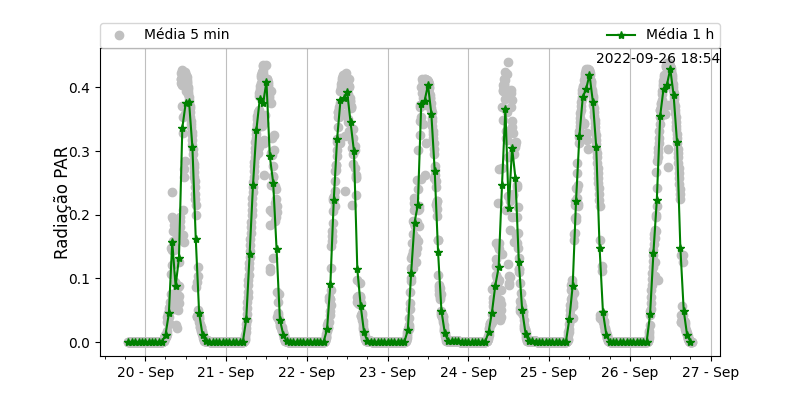 Média 5 min
Média 1 h
2022-09-26 18:54
Radiação PAR
0.4
0.3
0.2
0.1
0.0
20 - Sep
21 - Sep
22 - Sep
23 - Sep
24 - Sep
25 - Sep
26 - Sep
27 - Sep